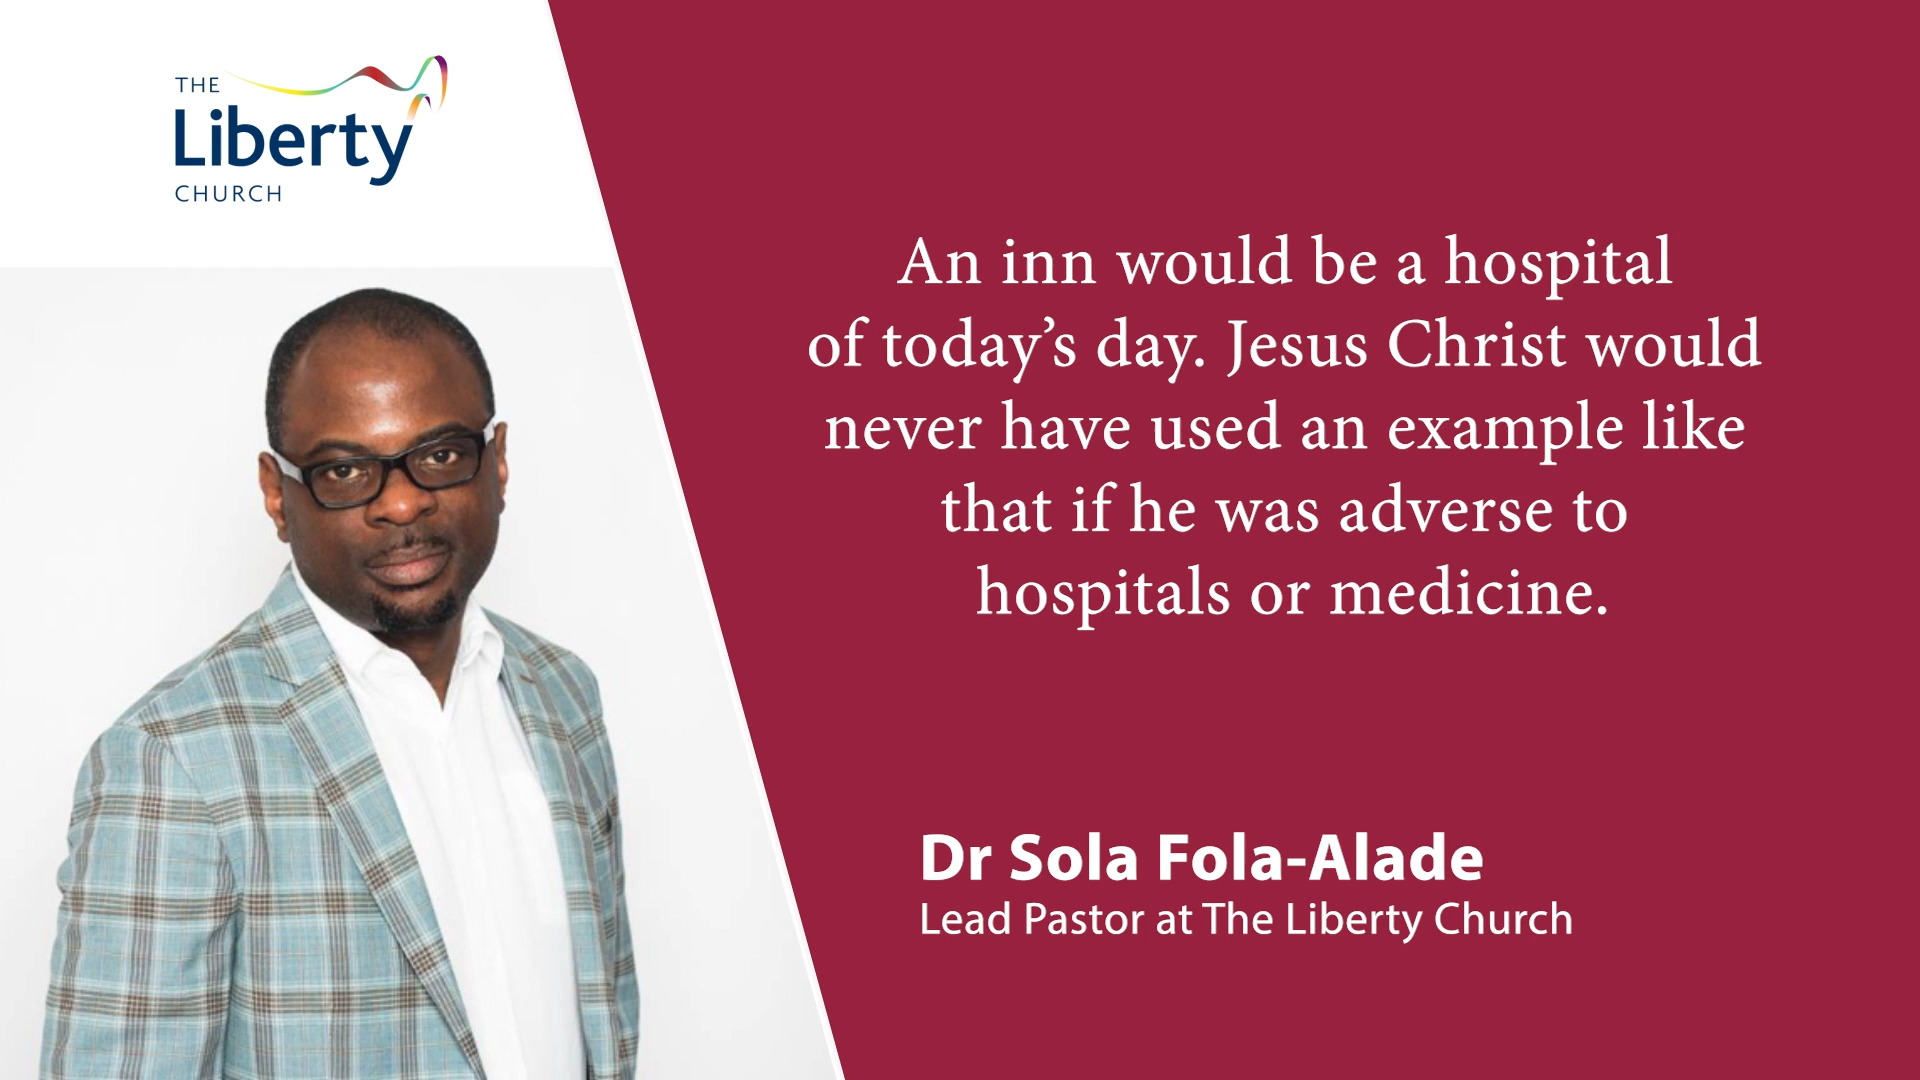 THE
Liberty
CHURCH
An inn would be a hospital
of today’s day. Jesus Christ would
never have used an example like
that if he was adverse to
hospitals or medicine.
Dr Sola Fola-Alade
Lead Pastor at The Liberty Church